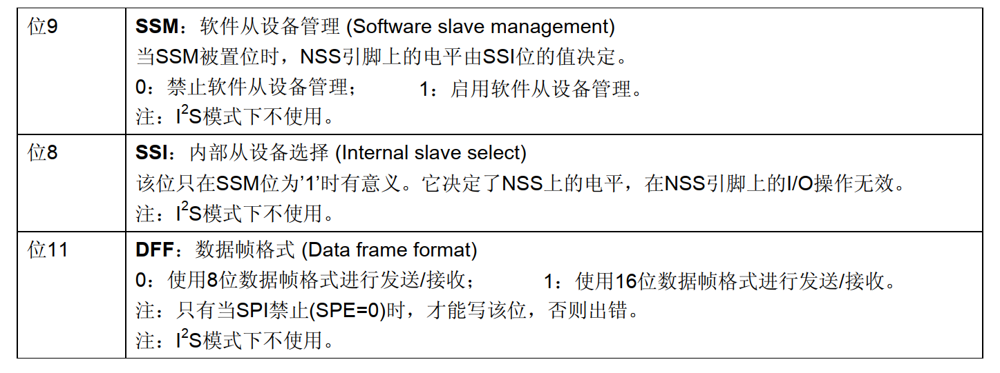 位9
SSM：软件从设备管理 (Software slave management)
当SSM被置位时，NSS引脚上的电平由SSI位的值决定。
0：禁止软件从设备管理； 1：启用软件从设备管理。
注：I²S模式下不使用。
位8
SSI：内部从设备选择 (Internal slave select)
该位只在SSM位为’1’时有意义。它决定了NSS上的电平，在NSS引脚上的I/O操作无效。
注：I²S模式下不使用。
位11
DFF：数据帧格式 (Data frame format)
0：使用8位数据帧格式进行发送/接收； 1：使用16位数据帧格式进行发送/接收。
注：只有当SPI禁止(SPE=0)时，才能写该位，否则出错。
注：I²S模式下不使用。